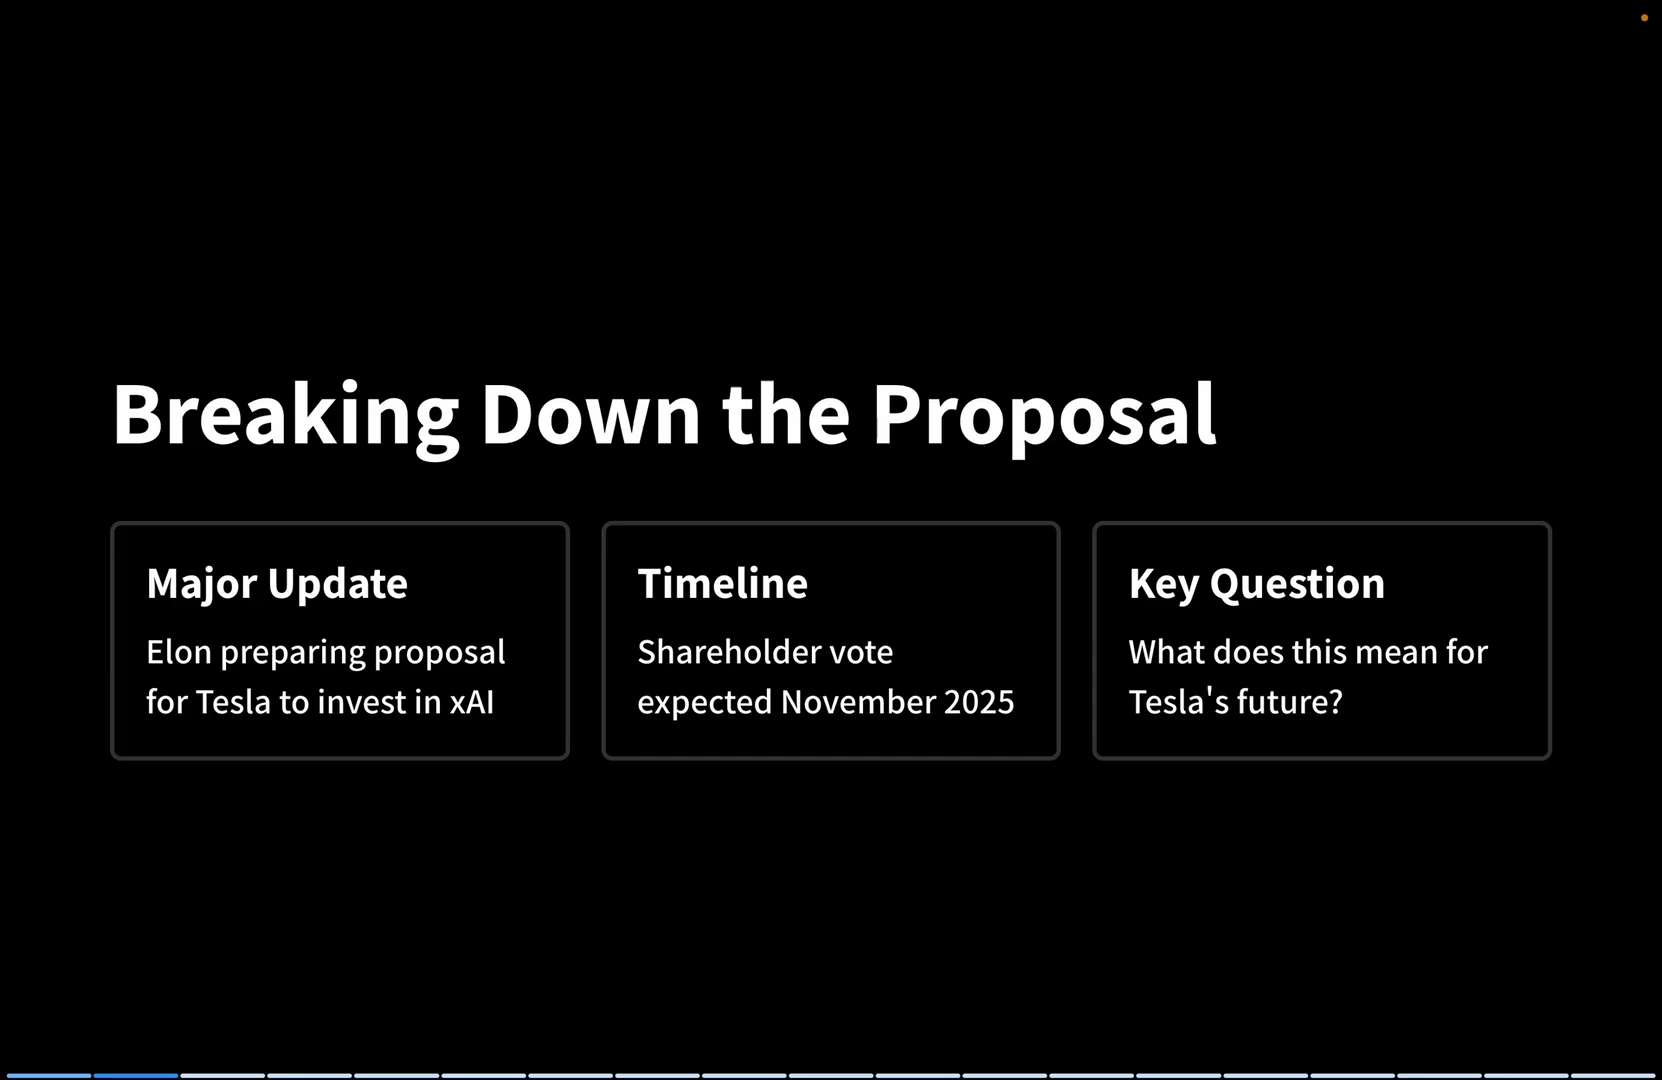 Breaking Down the Proposal
Major Update
Elon preparing proposal
for Tesla to invest in xAI
Timeline
Shareholder vote
expected November 2025
Key Question
What does this mean for
Tesla's future?